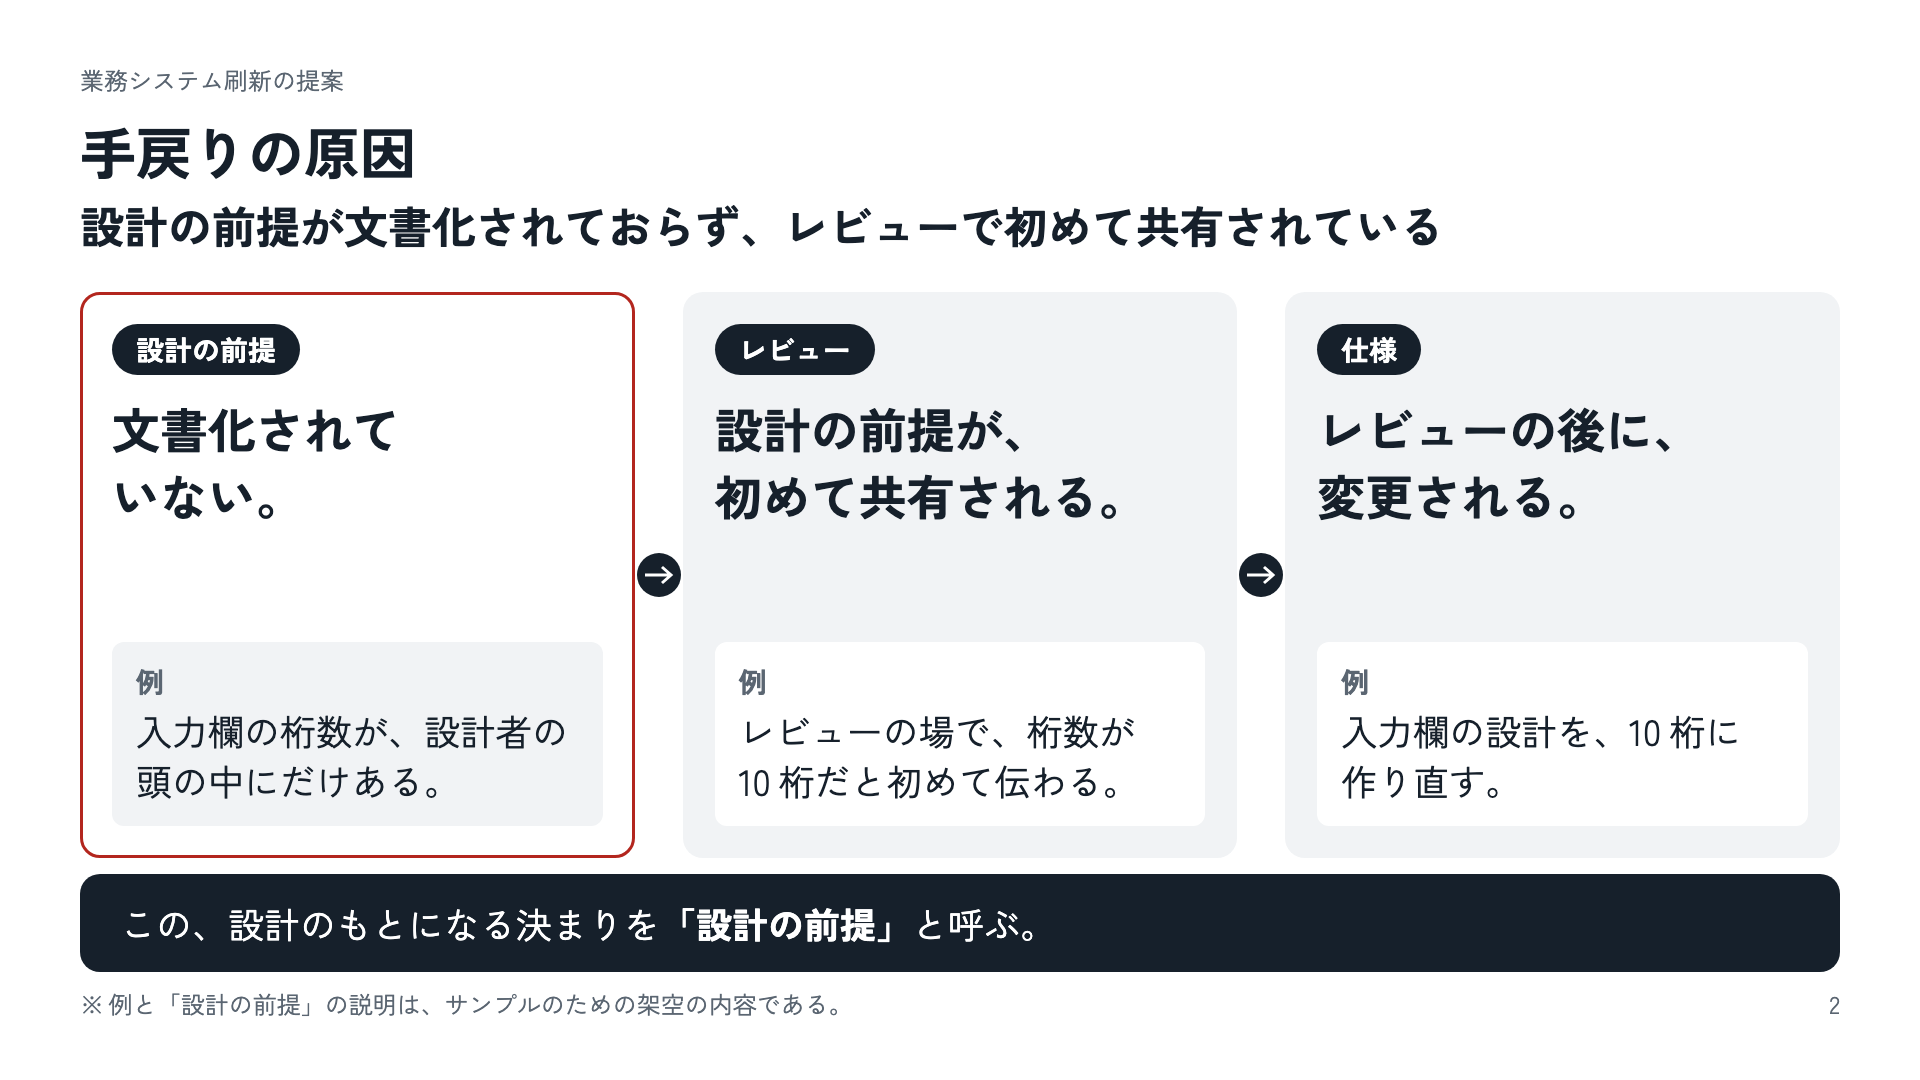 業務システム刷新の提案
手戻りの原因
設計の前提が文書化されておらず、レビューで初めて共有されている
設計の前提
文書化されて
いない。
例
入力欄の桁数が、設計者の
頭の中にだけある。
レビュー
設計の前提が、
初めて共有される。
例
レビューの場で、桁数が
10 桁だと初めて伝わる。
仕様
レビューの後に、
変更される。
例
入力欄の設計を、10 桁に
作り直す。
この、設計のもとになる決まりを「設計の前提」と呼ぶ。
※ 例と「設計の前提」の説明は、サンプルのための架空の内容である。
2